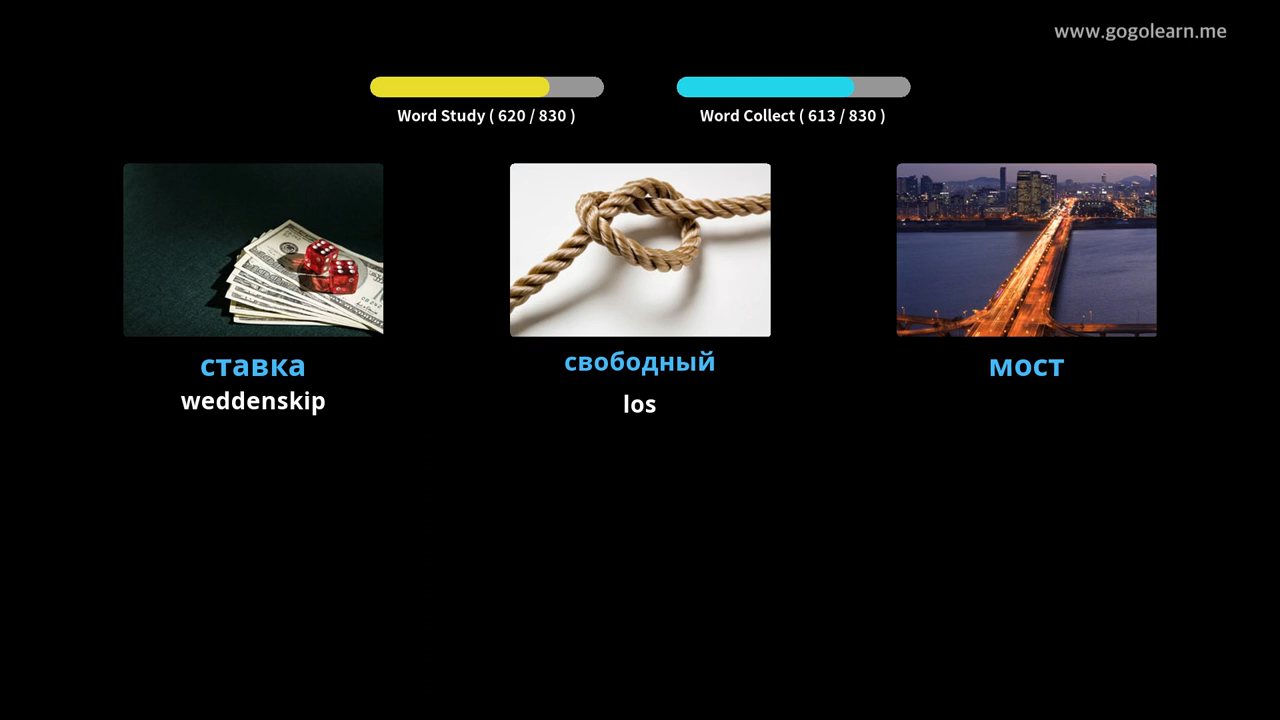 www.gogolearn.me
Word Study ( 620 / 830 )
Word Collect ( 613 / 830 )
ставка
weddenskip
свободный
los
мост